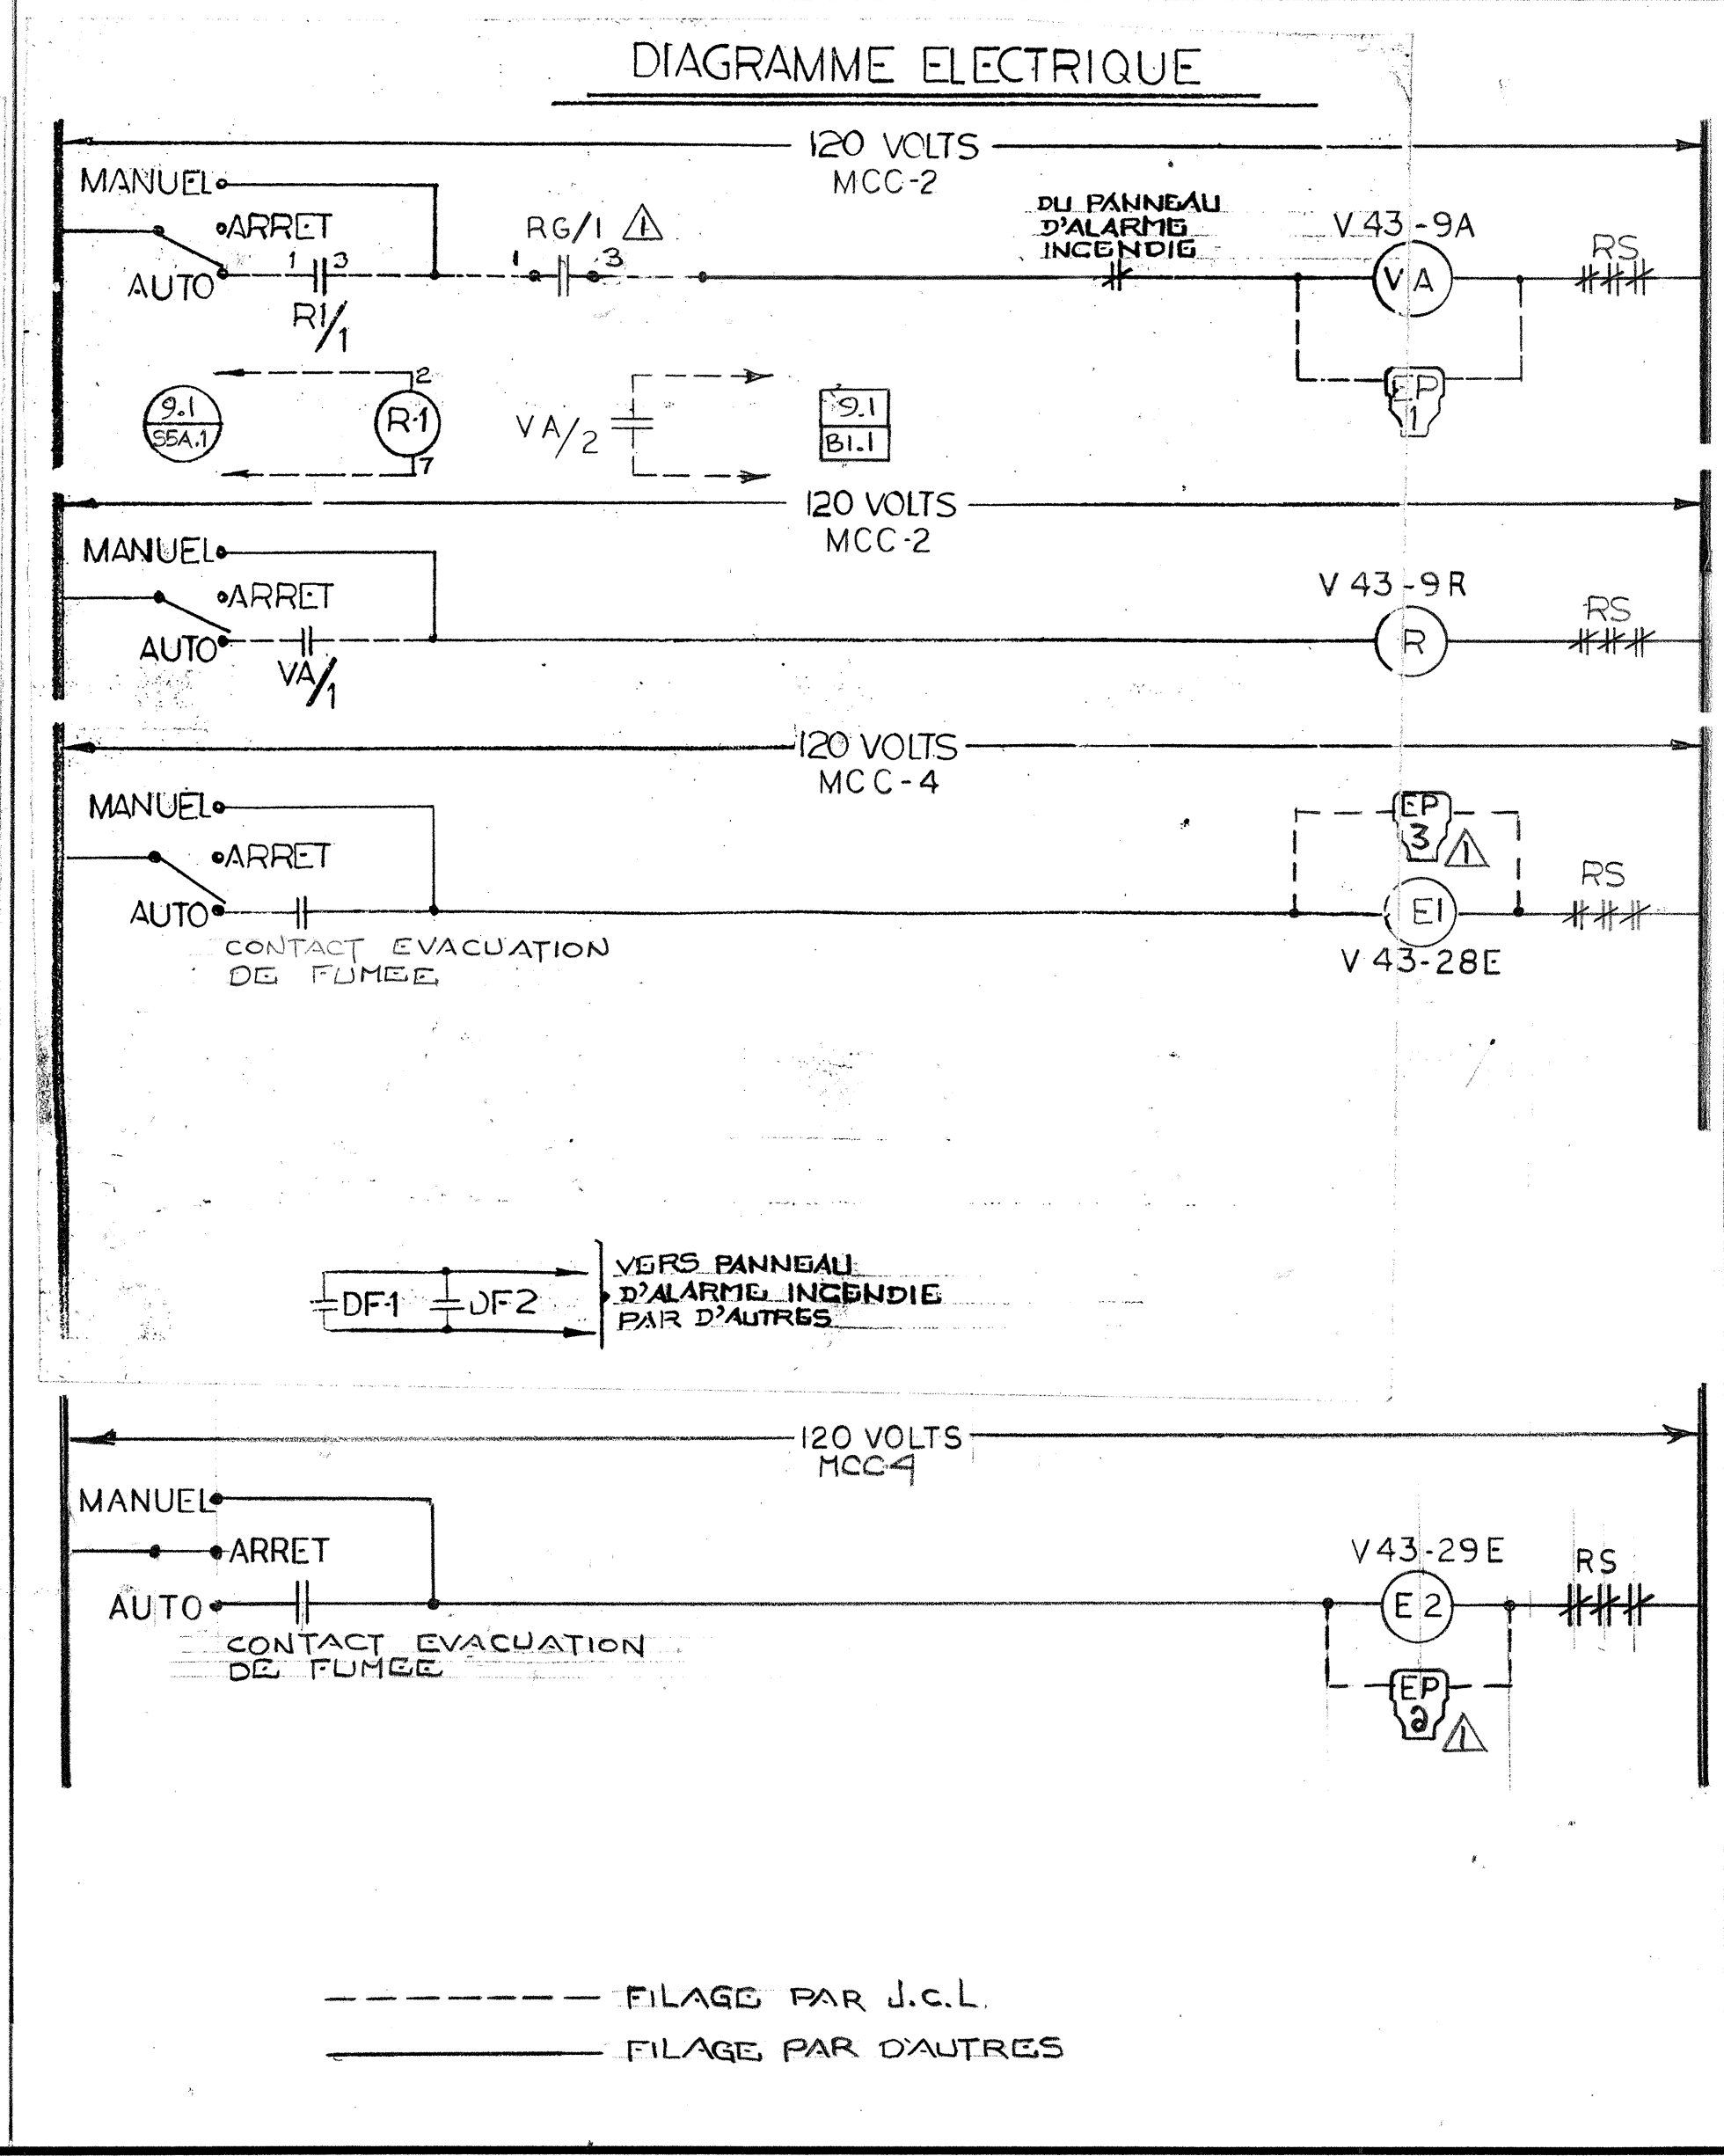 DIAGRAMME ELECTRIQUE
120 VOLTS
MCC-2
MANUEL
ARRET
AUTO
1 3
R1/1
RG/1 1
1 3
DU PANNEAU
D'ALARME
INCENDIE
V 43-9A
VA
RS
EP
1
9.1
S5A.1
2
R-1
7
VA/2
9.1
B1.1
120 VOLTS
MCC-2
MANUEL
ARRET
AUTO
VA/1
V 43-9R
R
RS
120 VOLTS
MCC-4
MANUEL
ARRET
AUTO
CONTACT EVACUATION
DE FUMEE
EP
3
1
E1
V 43-28E
RS
DF-1
DF2
VERS PANNEAU
D'ALARME INCENDIE
PAR D'AUTRES
120 VOLTS
MCC4
MANUEL
ARRET
AUTO
CONTACT EVACUATION
DE FUMEE
V43-29E
E2
RS
EP
2
1
FILAGE PAR J.C.L.
FILAGE PAR D'AUTRES